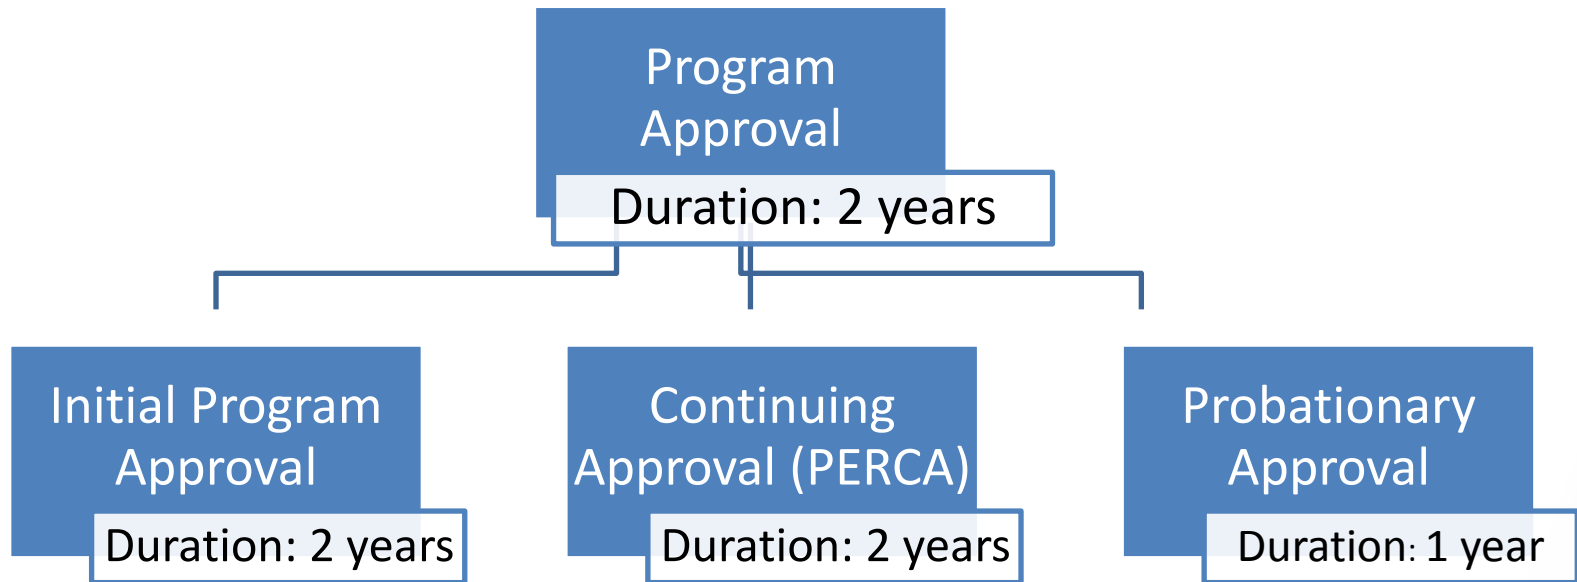 Program
Approval
Duration: 2 years
Initial Program
Approval
Duration: 2 years
Continuing
Approval (PERCA)
Duration: 2 years
Probationary
Approval
Duration: 1 year